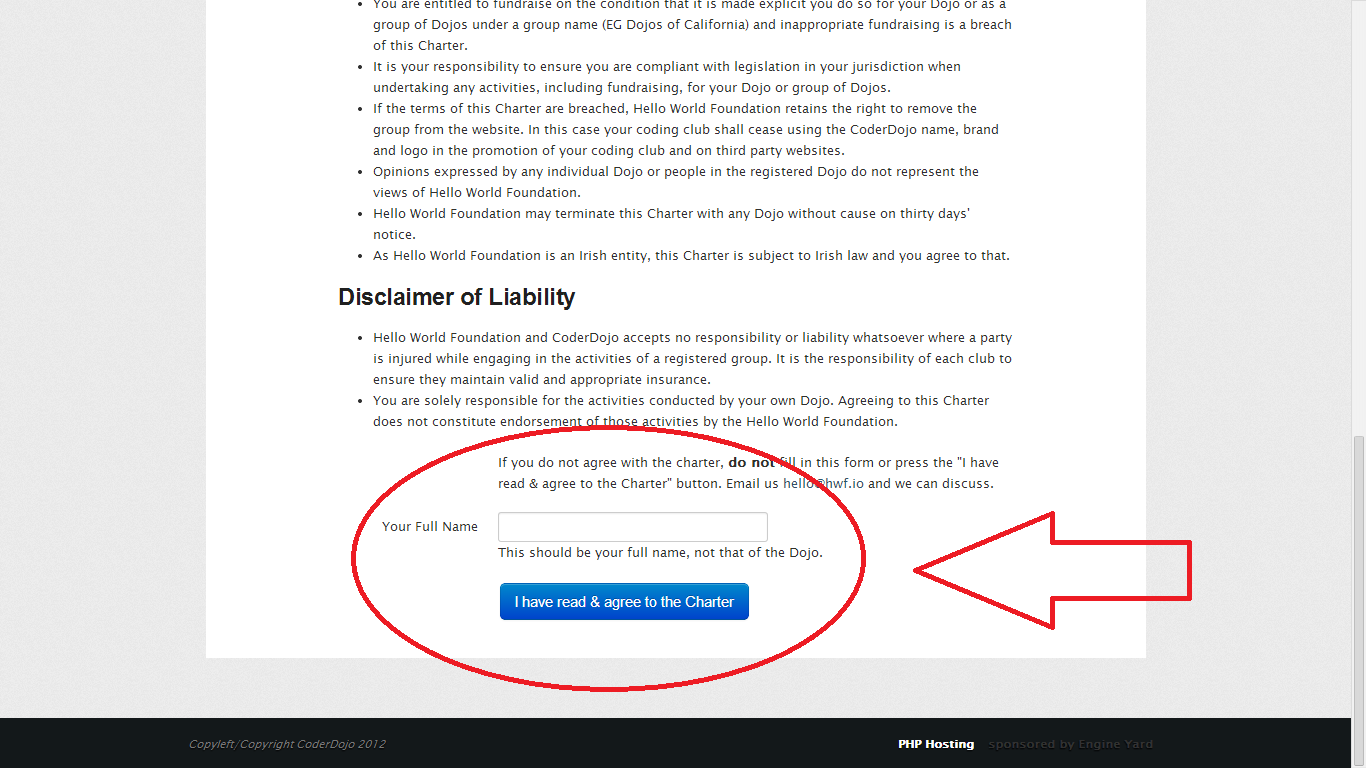 • You are entitled to fundraise on the condition that it is made explicit you do so for your Dojo or as a
group of Dojos under a group name (EG Dojos of California) and inappropriate fundraising is a breach
of this Charter.
• It is your responsibility to ensure you are compliant with legislation in your jurisdiction when
undertaking any activities, including fundraising, for your Dojo or group of Dojos.
• If the terms of this Charter are breached, Hello World Foundation retains the right to remove the
group from the website. In this case your coding club shall cease using the CoderDojo name, brand
and logo in the promotion of your coding club and on third party websites.
• Opinions expressed by any individual Dojo or people in the registered Dojo do not represent the
views of Hello World Foundation.
• Hello World Foundation may terminate this Charter with any Dojo without cause on thirty days'
notice.
• As Hello World Foundation is an Irish entity, this Charter is subject to Irish law and you agree to that.
Disclaimer of Liability
• Hello World Foundation and CoderDojo accepts no responsibility or liability whatsoever where a party
is injured while engaging in the activities of a registered group. It is the responsibility of each club to
ensure they maintain valid and appropriate insurance.
• You are solely responsible for the activities conducted by your own Dojo. Agreeing to this Charter
does not constitute endorsement of those activities by the Hello World Foundation.
If you do not agree with the charter, do not fill in this form or press the "I have
read & agree to the Charter" button. Email us hello@hwf.io and we can discuss.
Your Full Name
This should be your full name, not that of the Dojo.
I have read & agree to the Charter
Copyleft/Copyright CoderDojo 2012
PHP Hosting sponsored by Engine Yard